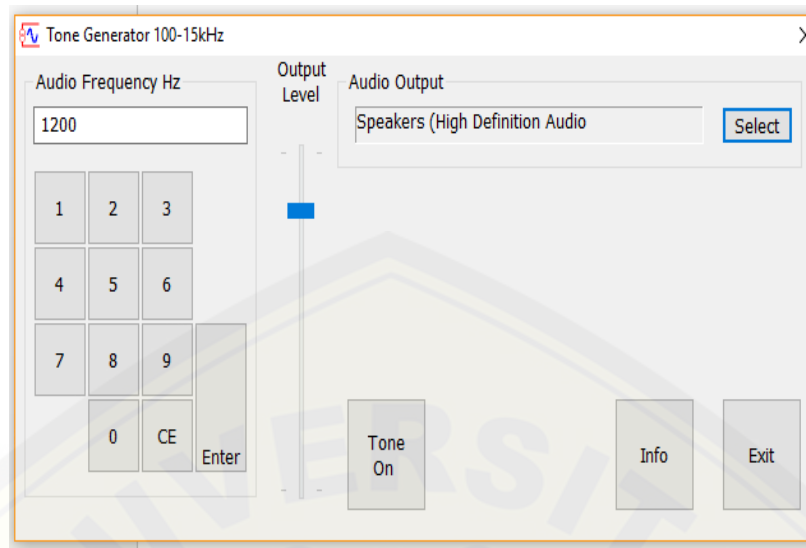 Tone Generator 100-15kHz
Audio Frequency Hz
1200
1 2 3
4 5 6
7 8 9
0 CE Enter
Output
Level
Audio Output
Speakers (High Definition Audio
Select
Tone
On
Info
Exit
UNIVERSIT